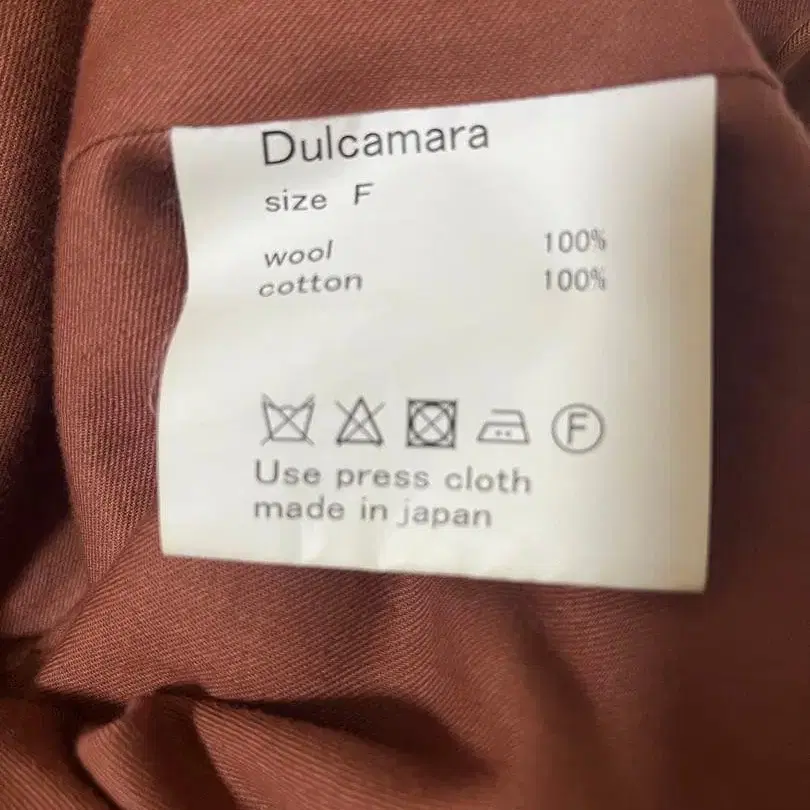 Dulcamara
size F
wool 100%
cotton 100%
F
Use press cloth
made in japan